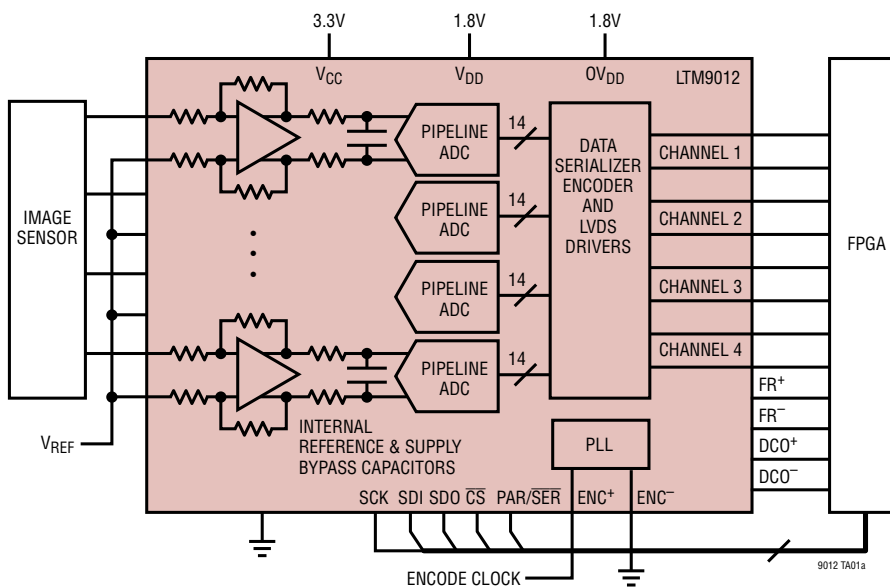 3.3V
1.8V
1.8V
VCC
VDD
OVDD
LTM9012
IMAGE
SENSOR
PIPELINE
ADC
14
DATA
SERIALIZER
ENCODER
AND
LVDS
DRIVERS
CHANNEL 1
PIPELINE
ADC
14
CHANNEL 2
FPGA
PIPELINE
ADC
14
CHANNEL 3
PIPELINE
ADC
14
CHANNEL 4
FR+
FR–
DCO+
DCO–
VREF
INTERNAL
REFERENCE & SUPPLY
BYPASS CAPACITORS
PLL
SCK SDI SDO CS PAR/SER ENC+ ENC–
ENCODE CLOCK
9012 TA01a